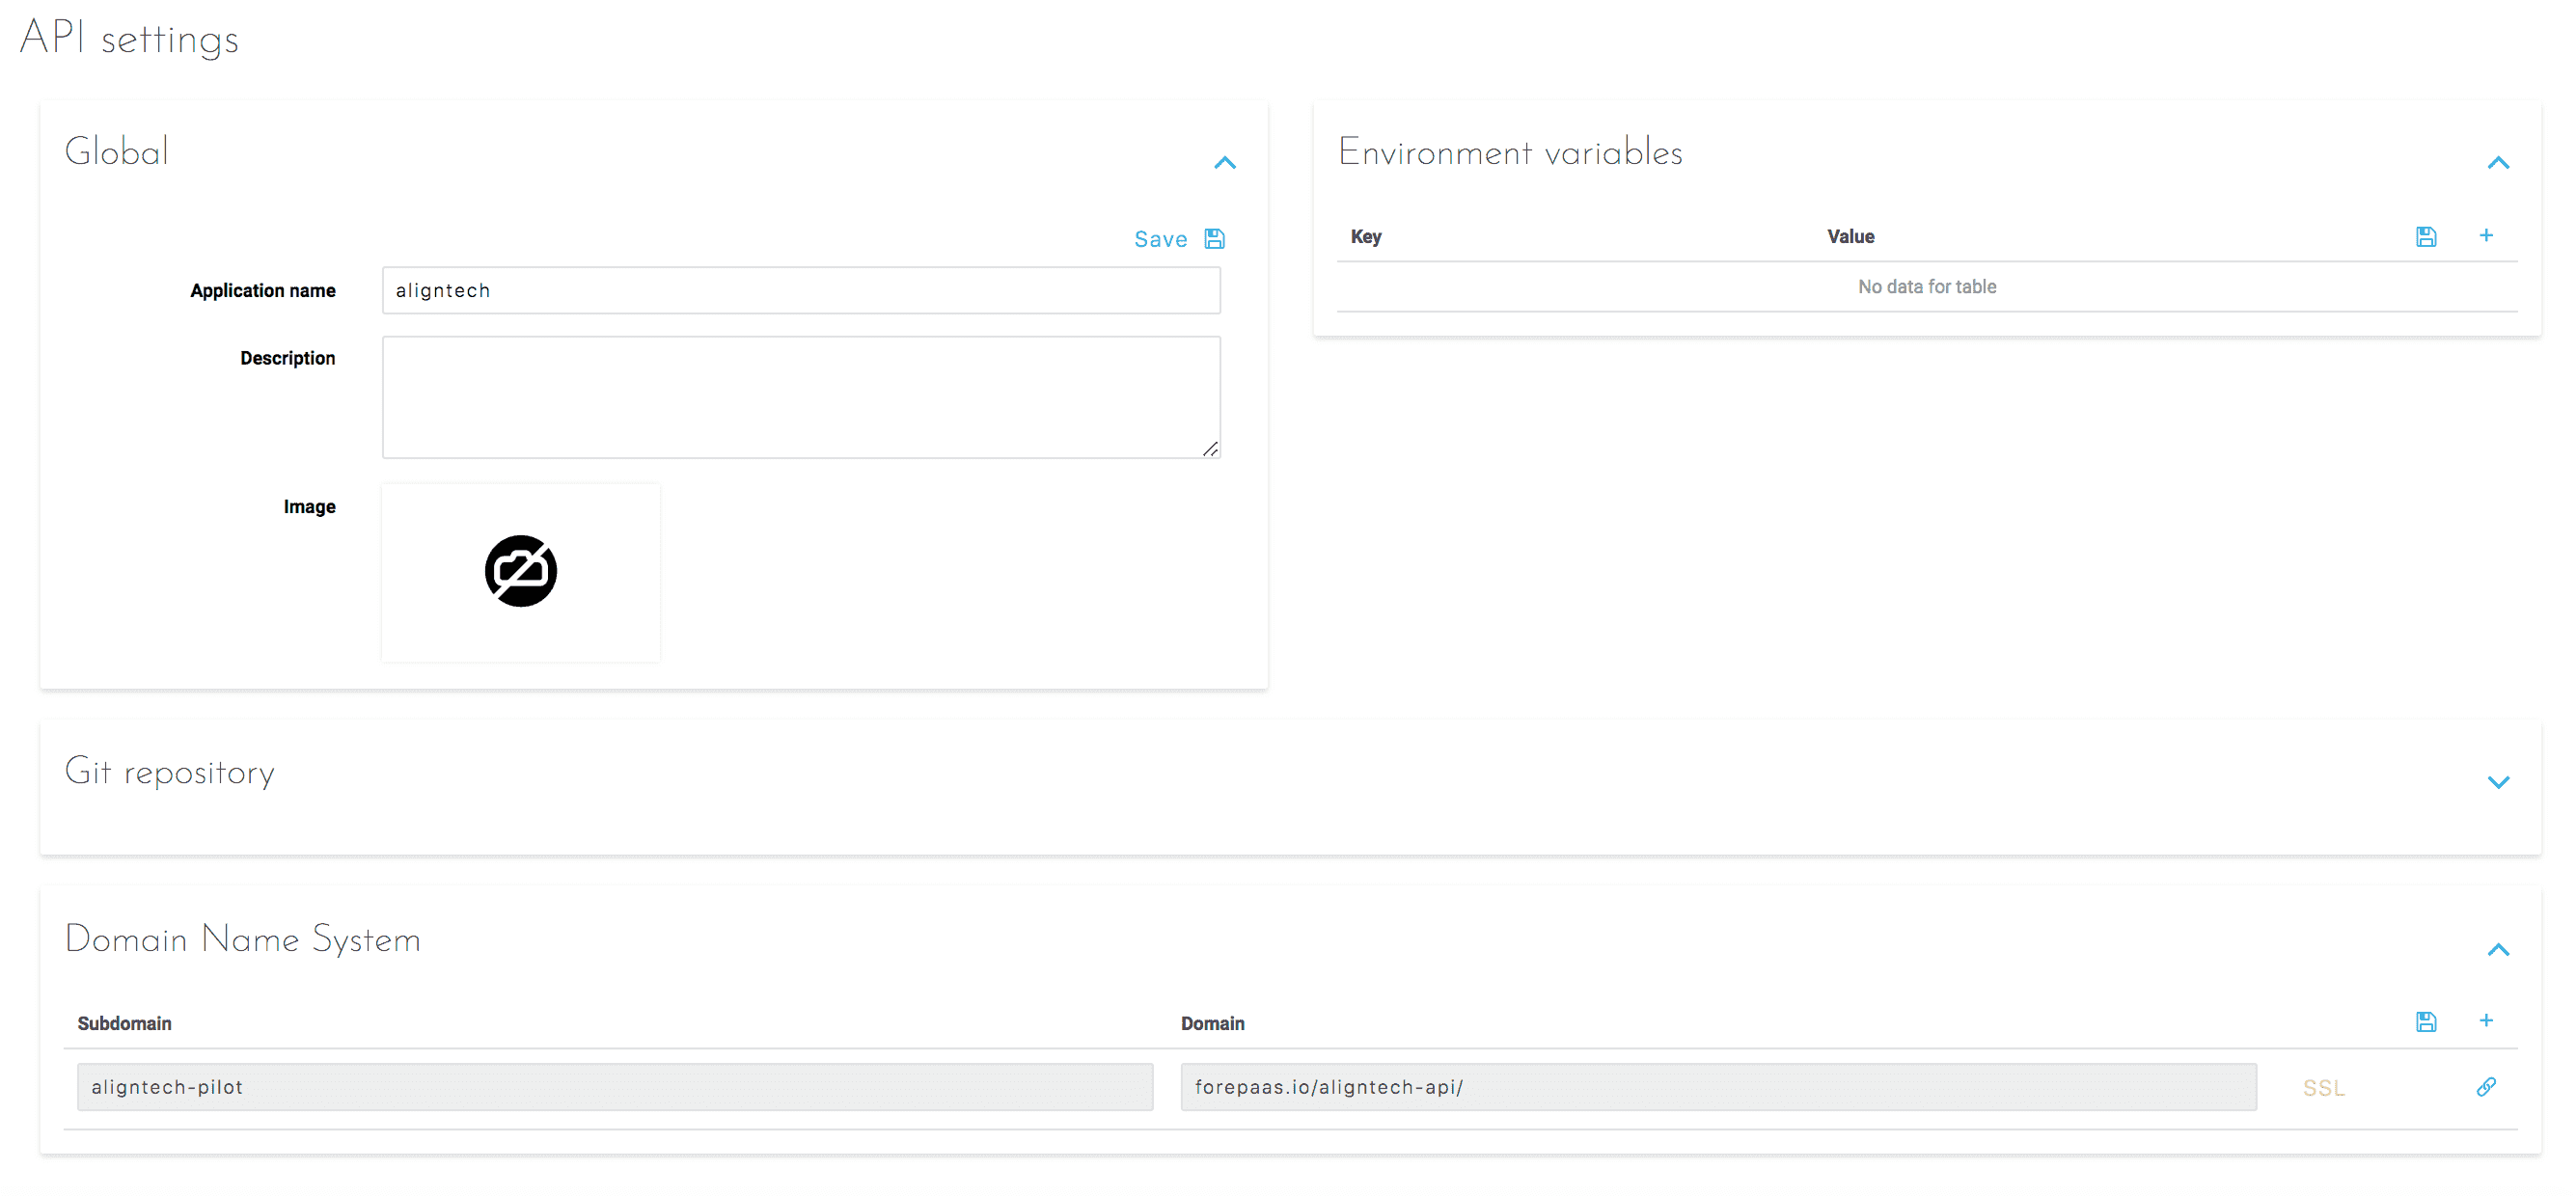 API settings
Global
Save
Application name
aligntech
Description
Image
Environment variables
Key Value
No data for table
Git repository
Domain Name System
Subdomain Domain
aligntech-pilot forepaas.io/aligntech-api/ SSL